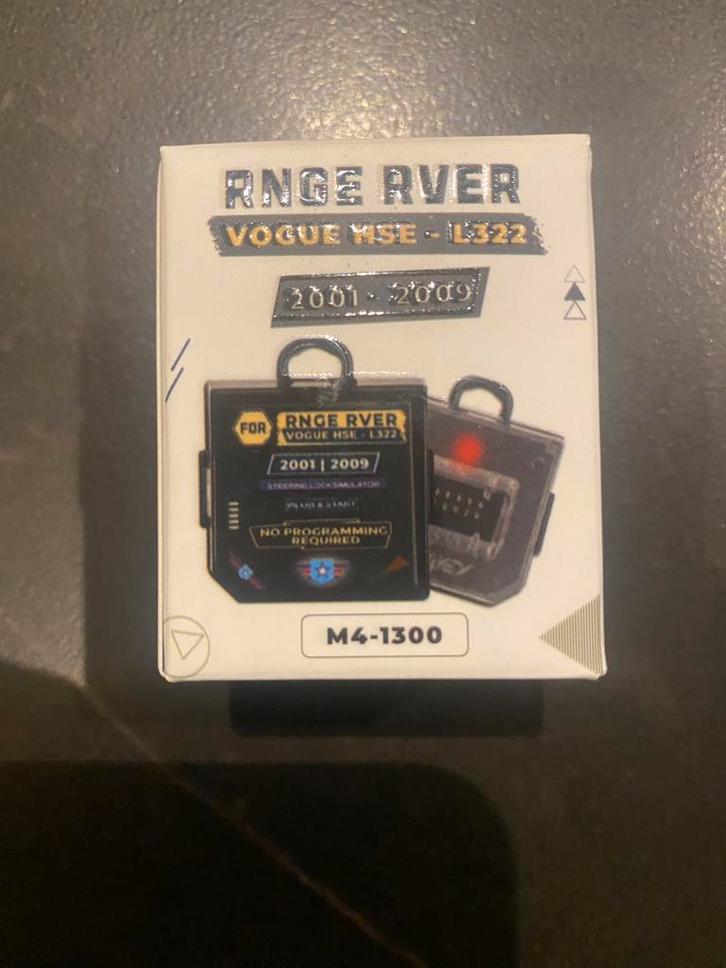 RNGE RVER
VOGUE HSE - L322
2001 - 2009
FOR
RNGE RVER
VOGUE HSE - L322
2001 | 2009
STEERING LOCK SIMULATOR
PLUG & START
NO PROGRAMMING
REQUIRED
M4-1300